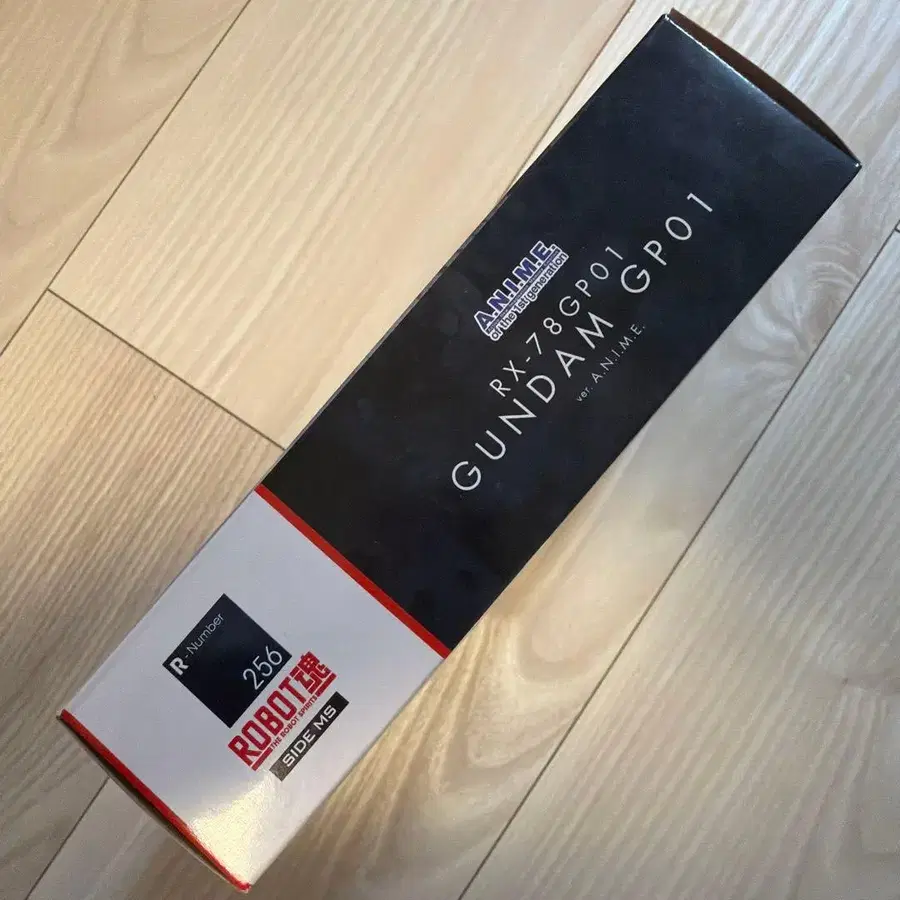 A.N.I.M.E.
of the 1st generation
RX-78GP01
GUNDAM GP01
ver. A.N.I.M.E.
R-Number
256
ROBOT魂
THE ROBOT SPIRITS
SIDE MS